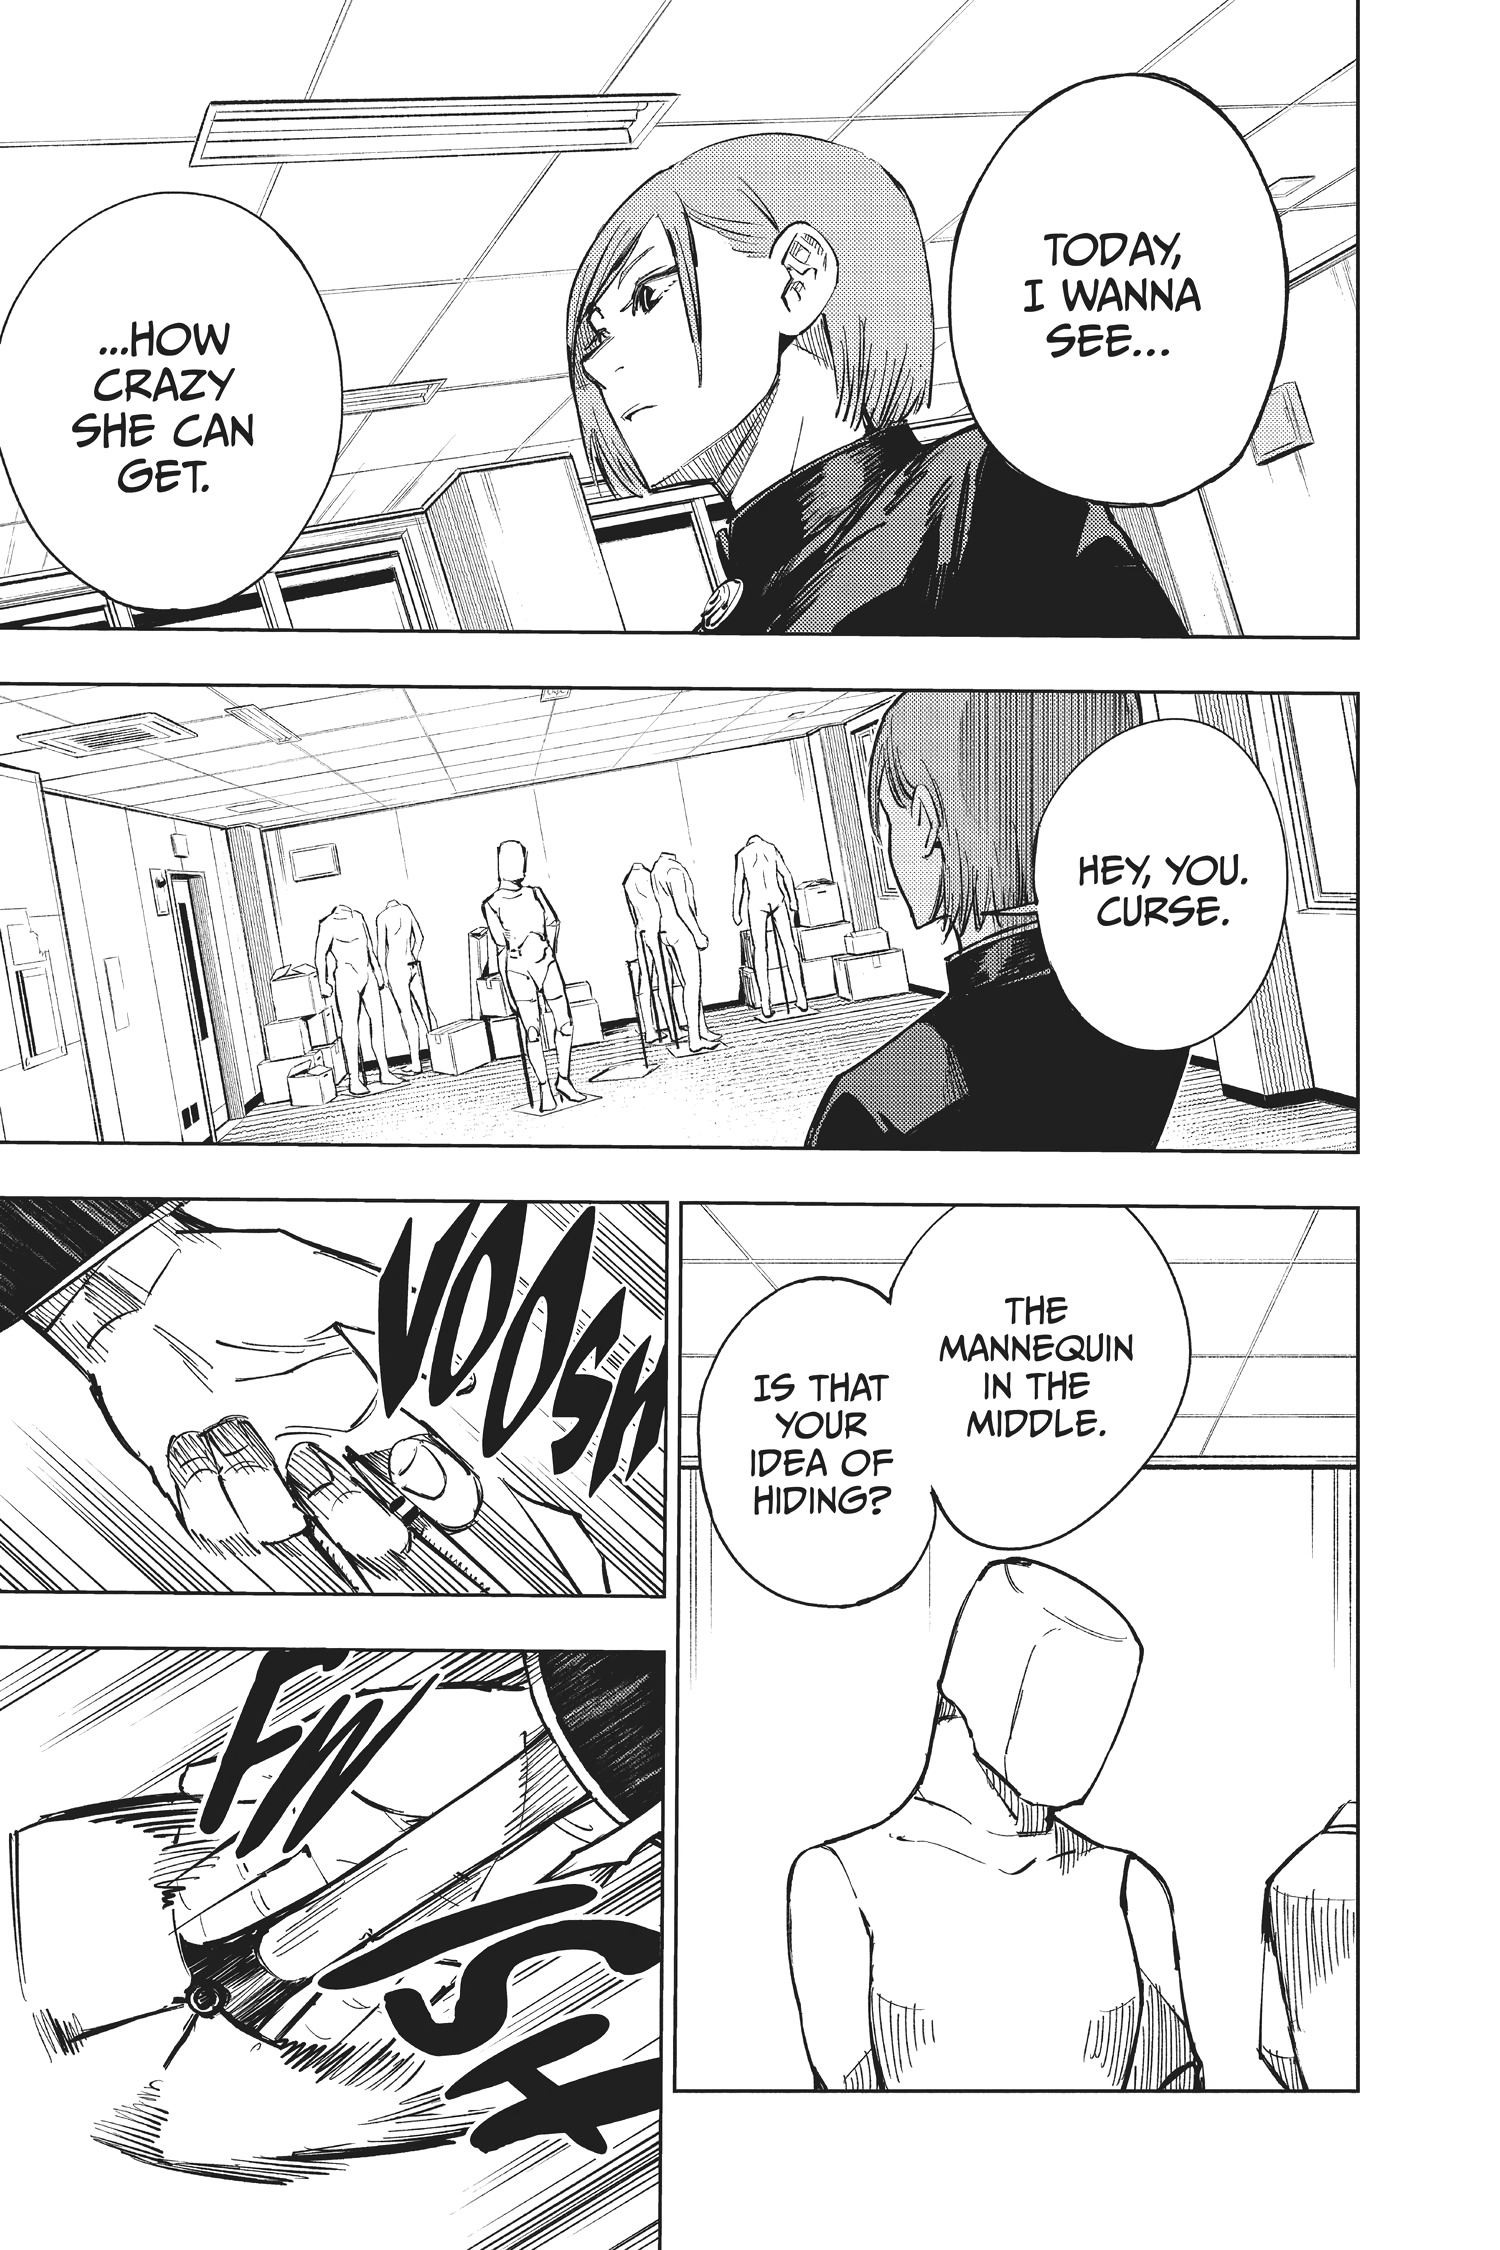 TODAY,
I WANNA
SEE...
...HOW
CRAZY
SHE CAN
GET.
HEY, YOU.
CURSE.
THE
MANNEQUIN
IN THE
MIDDLE.
IS THAT
YOUR
IDEA OF
HIDING?
VOOSH
FWISH